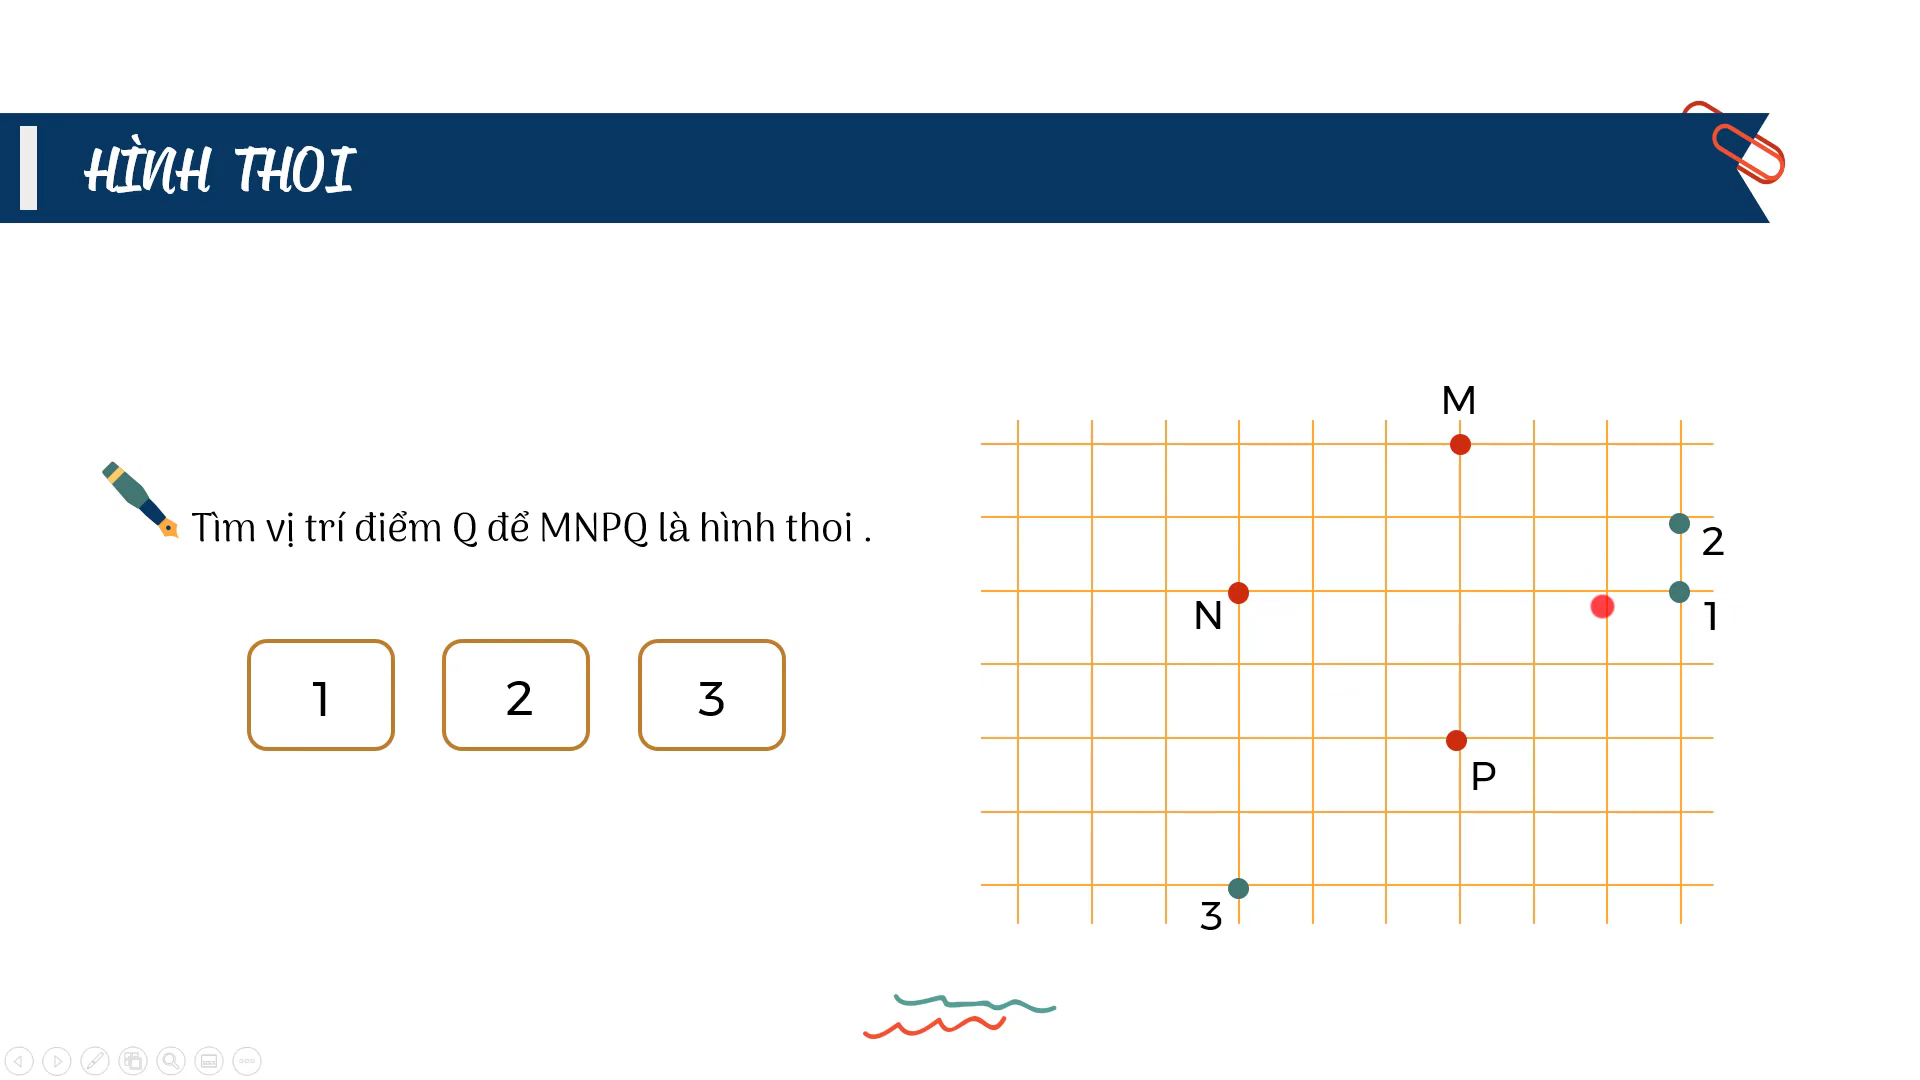 HÌNH THOI
Tìm vị trí điểm Q để MNPQ là hình thoi .
1
2
3
M
2
N
1
P
3